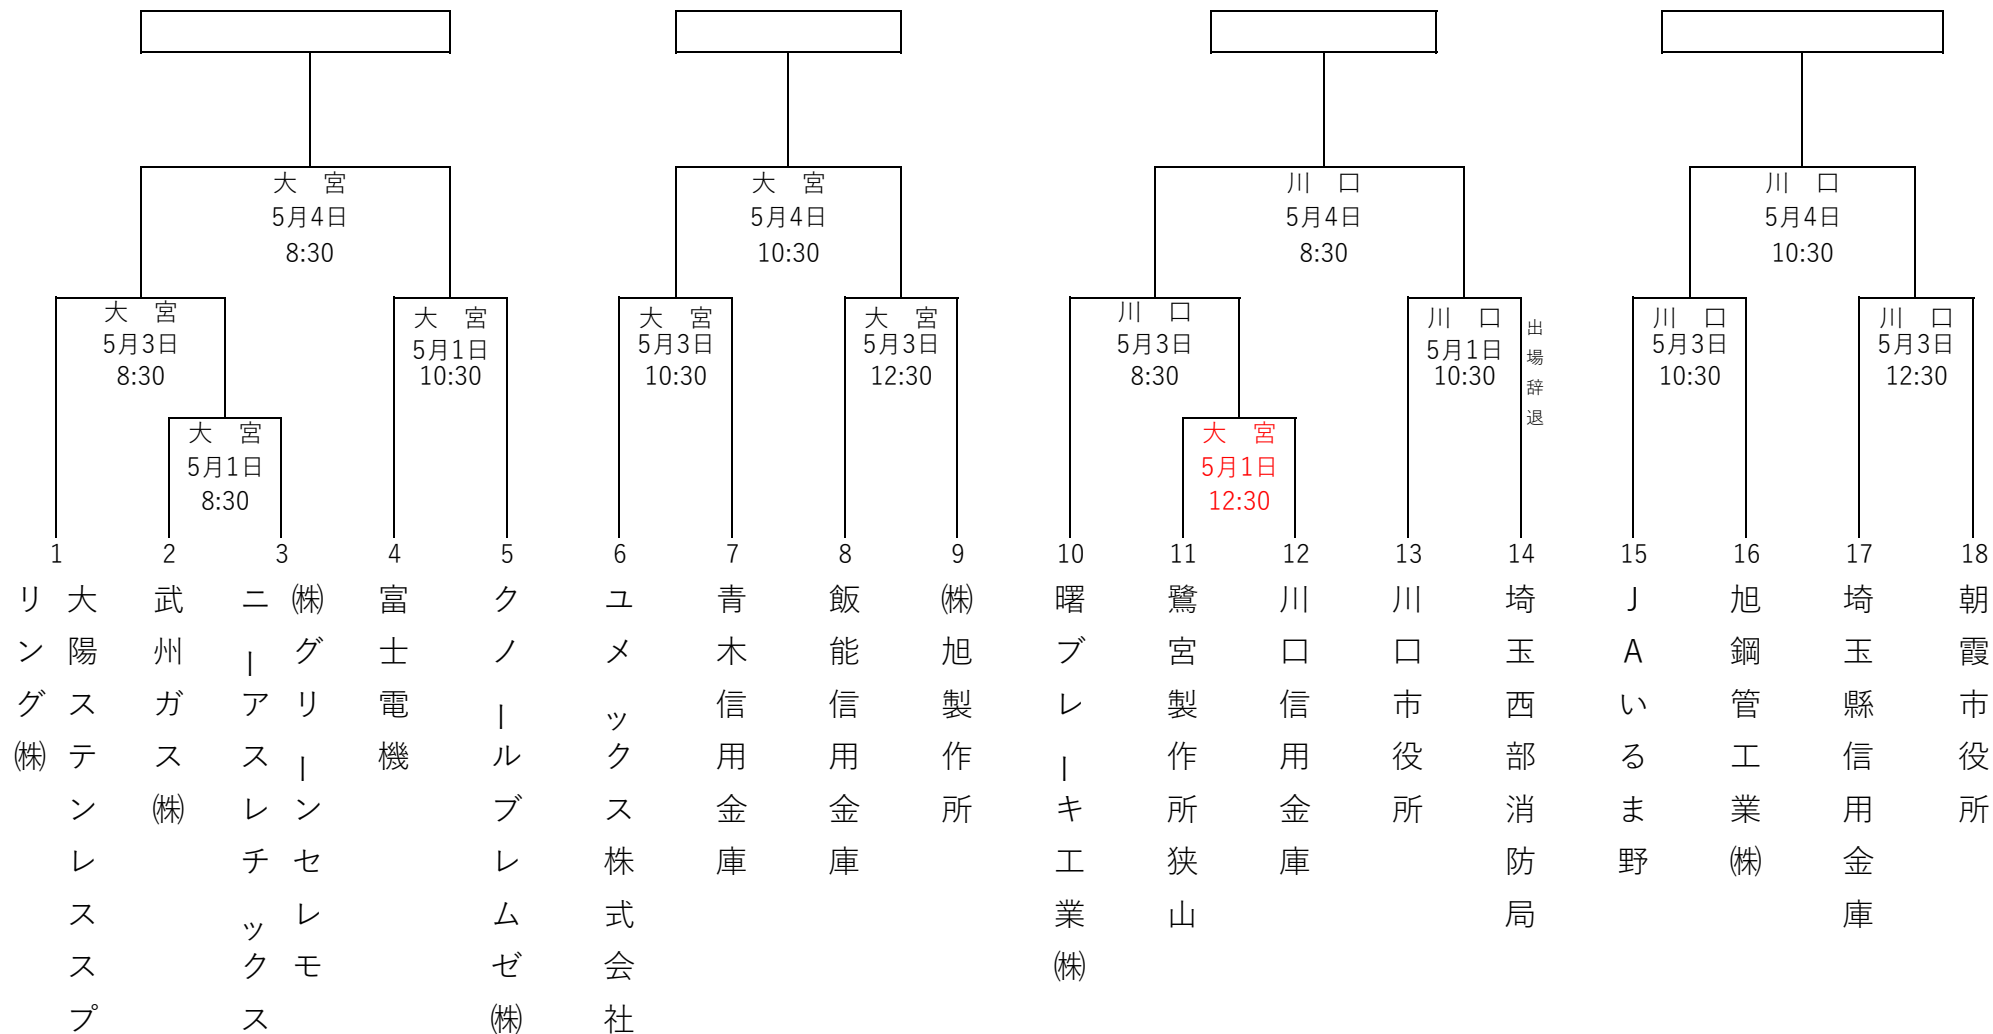 大　宮
5月4日
8:30
大　宮
5月4日
10:30
川　口
5月4日
8:30
川　口
5月4日
10:30
大　宮
5月3日
8:30
大　宮
5月1日
10:30
大　宮
5月3日
10:30
大　宮
5月3日
12:30
川　口
5月3日
8:30
川　口
5月1日
10:30
出場辞退
川　口
5月3日
10:30
川　口
5月3日
12:30
大　宮
5月1日
8:30
大　宮
5月1日
12:30
1
2
3
4
5
6
7
8
9
10
11
12
13
14
15
16
17
18
大陽ステンレススプ
リング㈱
武州ガス㈱
㈱グリーンセレモ
ニーアスレチックス
富士電機
クノールブレムゼ㈱
ユメックス株式会社
青木信用金庫
飯能信用金庫
㈱旭製作所
曙ブレーキ工業㈱
鷺宮製作所狭山
川口信用金庫
川口市役所
埼玉西部消防局
JAいるま野
旭鋼管工業㈱
埼玉縣信用金庫
朝霞市役所